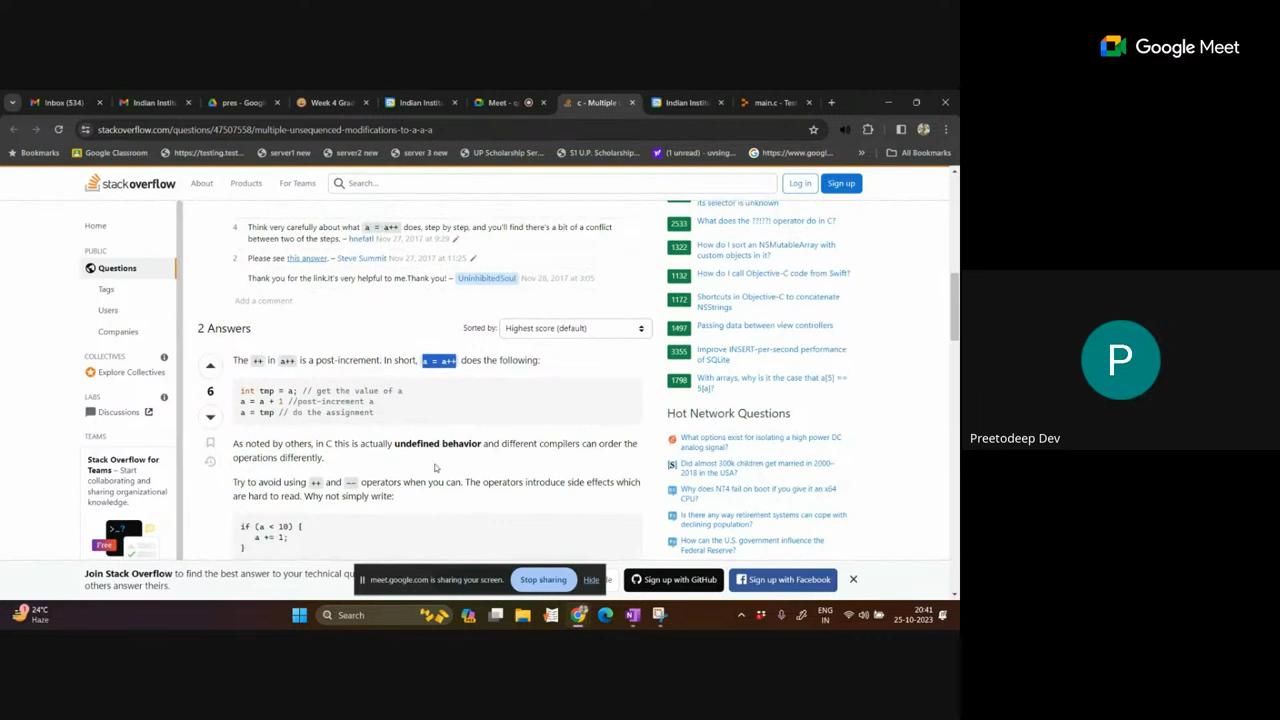 Google Meet
Inbox (534)
Indian Instit
pres - Google
Week 4 Grad
Indian Institu
Meet - q
c - Multiple
Indian Institu
main.c - Test
stackoverflow.com/questions/47507558/multiple-unsequenced-modifications-to-a-a-a
Bookmarks
Google Classroom
https://testing.test...
server1 new
server2 new
server 3 new
UP Scholarship Ser...
S1 U.P. Scholarship...
(1 unread) - uvsing...
https://www.googl...
All Bookmarks
stackoverflow
About
Products
For Teams
Search...
Log in
Sign up
Home
PUBLIC
Questions
Tags
Users
Companies
COLLECTIVES
Explore Collectives
LABS
Discussions
TEAMS
Stack Overflow for
Teams – Start
collaborating and
sharing organizational
knowledge.
Free
4 Think very carefully about what a = a++ does, step by step, and you'll find there's a bit of a conflict
between two of the steps. – hnefatl Nov 27, 2017 at 9:29
2 Please see this answer. – Steve Summit Nov 27, 2017 at 11:25
Thank you for the link.It's very helpful to me.Thank you! – UninhibitedSoul Nov 28, 2017 at 3:05
Add a comment
2 Answers
Sorted by:
Highest score (default)
6
The ++ in a++ is a post-increment. In short, a = a++ does the following:
int tmp = a; // get the value of a
a = a + 1 //post-increment a
a = tmp // do the assignment
As noted by others, in C this is actually undefined behavior and different compilers can order the
operations differently.
Try to avoid using ++ and -- operators when you can. The operators introduce side effects which
are hard to read. Why not simply write:
if (a < 10) {
a += 1;
}
its selector is unknown
2533 What does the ??!??! operator do in C?
1322 How do I sort an NSMutableArray with
custom objects in it?
1132 How do I call Objective-C code from Swift?
1172 Shortcuts in Objective-C to concatenate
NSStrings
1497 Passing data between view controllers
3355 Improve INSERT-per-second performance
of SQLite
1798 With arrays, why is it the case that a[5] ==
5[a]?
Hot Network Questions
What options exist for isolating a high power DC
analog signal?
Did almost 300k children get married in 2000–
2018 in the USA?
Why does NT4 fail on boot if you give it an x64
CPU?
Is there any way retirement systems can cope with
declining population?
How can the U.S. government influence the
Federal Reserve?
Join Stack Overflow to find the best answer to your technical qu
others answer theirs.
meet.google.com is sharing your screen.
Stop sharing
Hide
Sign up with GitHub
Sign up with Facebook
24°C
Haze
Search
ENG
IN
20:41
25-10-2023
P
Preetodeep Dev